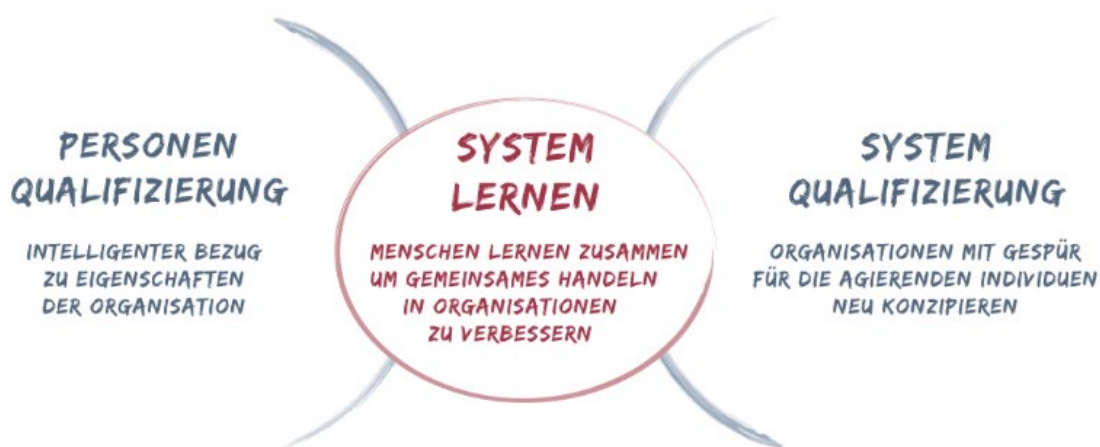 PERSONEN
QUALIFIZIERUNG
INTELLIGENTER BEZUG
ZU EIGENSCHAFTEN
DER ORGANISATION
SYSTEM
LERNEN
MENSCHEN LERNEN ZUSAMMEN
UM GEMEINSAMES HANDELN
IN ORGANISATIONEN
ZU VERBESSERN
SYSTEM
QUALIFIZIERUNG
ORGANISATIONEN MIT GESPÜR
FÜR DIE AGIERENDEN INDIVIDUEN
NEU KONZIPIEREN